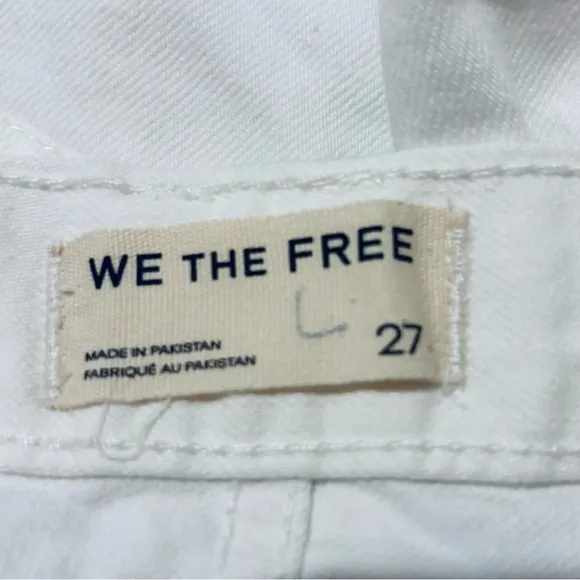 WE THE FREE
L
27
MADE IN PAKISTAN
FABRIQUÉ AU PAKISTAN